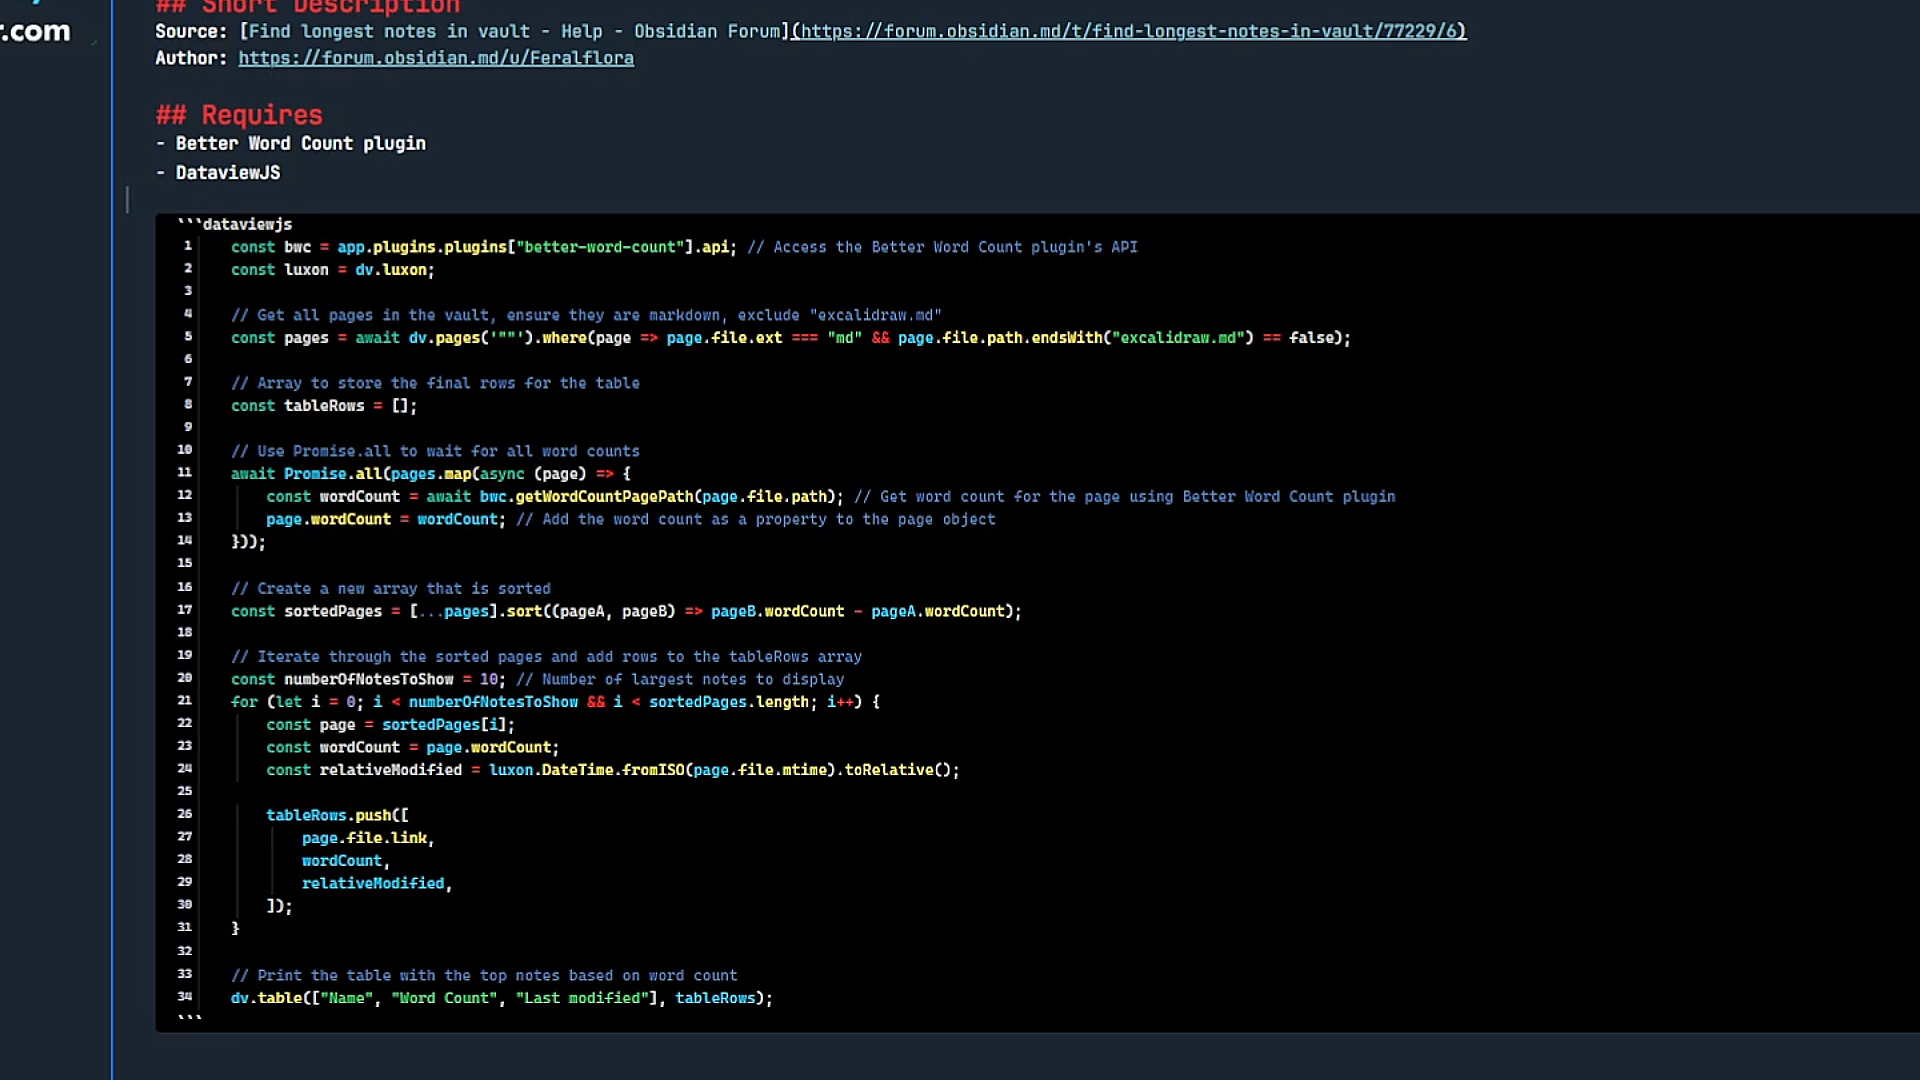 ## Short Description
r.com
Source: [Find longest notes in vault - Help - Obsidian Forum](https://forum.obsidian.md/t/find-longest-notes-in-vault/77229/6)
Author: https://forum.obsidian.md/u/Feralflora
## Requires
- Better Word Count plugin
- DataviewJS
```dataviewjs
1 const bwc = app.plugins.plugins["better-word-count"].api; // Access the Better Word Count plugin's API
2 const luxon = dv.luxon;
3
4 // Get all pages in the vault, ensure they are markdown, exclude "excalidraw.md"
5 const pages = await dv.pages('""').where(page => page.file.ext === "md" && page.file.path.endsWith("excalidraw.md") == false);
6
7 // Array to store the final rows for the table
8 const tableRows = [];
9
10 // Use Promise.all to wait for all word counts
11 await Promise.all(pages.map(async (page) => {
12 const wordCount = await bwc.getWordCountPagePath(page.file.path); // Get word count for the page using Better Word Count plugin
13 page.wordCount = wordCount; // Add the word count as a property to the page object
14 }));
15
16 // Create a new array that is sorted
17 const sortedPages = [...pages].sort((pageA, pageB) => pageB.wordCount - pageA.wordCount);
18
19 // Iterate through the sorted pages and add rows to the tableRows array
20 const numberOfNotesToShow = 10; // Number of largest notes to display
21 for (let i = 0; i < numberOfNotesToShow && i < sortedPages.length; i++) {
22 const page = sortedPages[i];
23 const wordCount = page.wordCount;
24 const relativeModified = luxon.DateTime.fromISO(page.file.mtime).toRelative();
25
26 tableRows.push([
27 page.file.link,
28 wordCount,
29 relativeModified,
30 ]);
31 }
32
33 // Print the table with the top notes based on word count
34 dv.table(["Name", "Word Count", "Last modified"], tableRows);
```